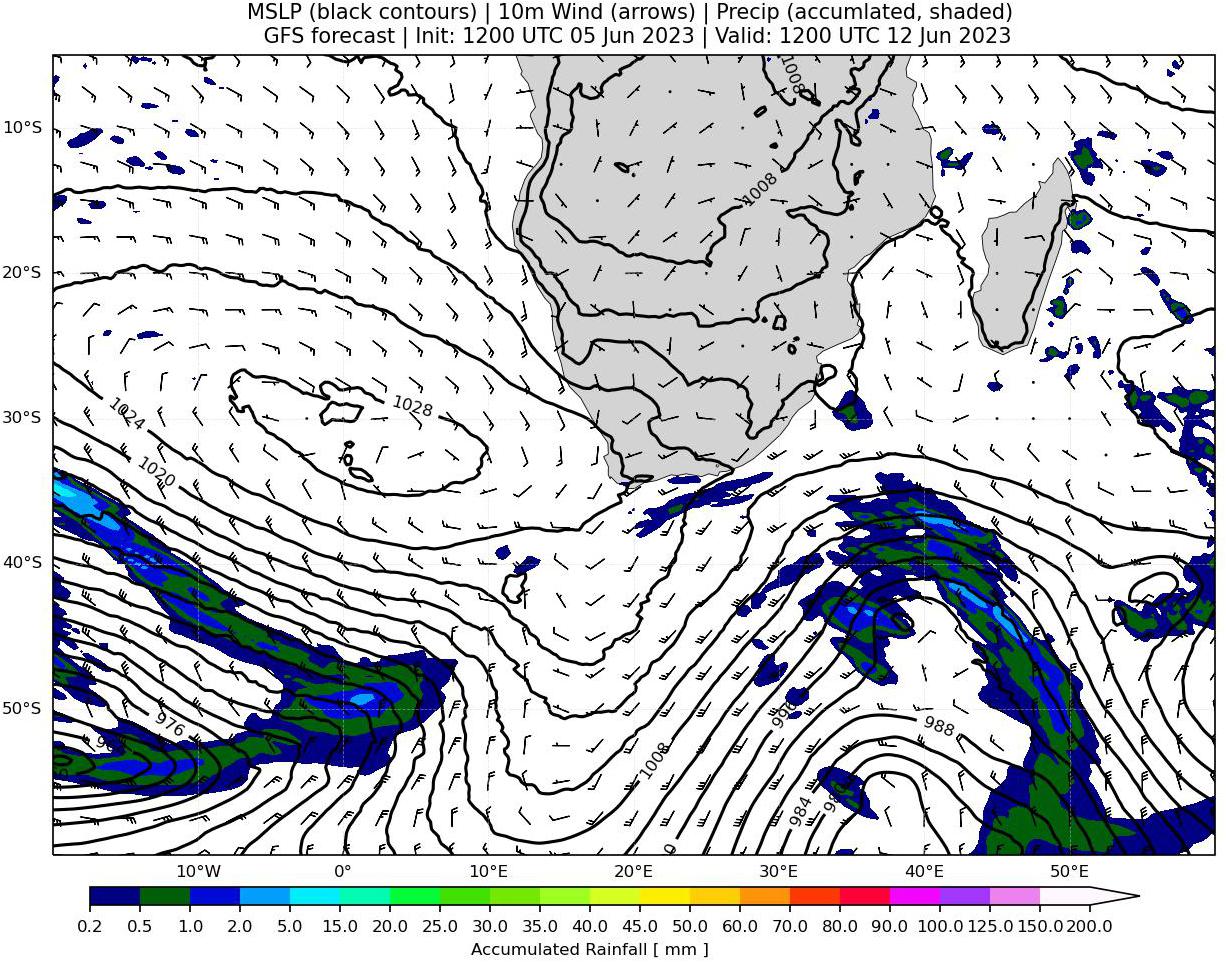 MSLP (black contours) | 10m Wind (arrows) | Precip (accumlated, shaded)
GFS forecast | Init: 1200 UTC 05 Jun 2023 | Valid: 1200 UTC 12 Jun 2023
1008
10°S
1008
20°S
1028
1024
30°S
1020
40°S
976
50°S
988
1008
984
10°W
0°
10°E
20°E
30°E
40°E
50°E
0.2 0.5 1.0 2.0 5.0 10.0 15.0 20.0 25.0 30.0 35.0 40.0 45.0 50.0 60.0 70.0 80.0 90.0 100.0 125.0 150.0 200.0
Accumulated Rainfall [ mm ]